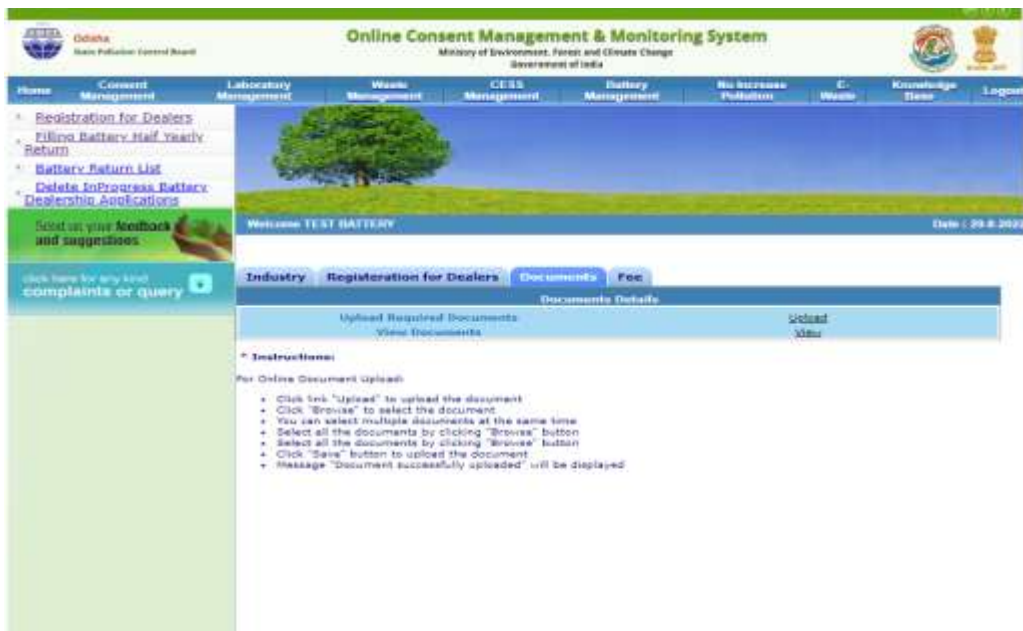 Odisha
State Pollution Control Board
Online Consent Management & Monitoring System
Ministry of Environment, Forest and Climate Change
Government of India
Home
Consent Management
Laboratory Management
Waste Management
CESS Management
Battery Management
No Increase Pollution
E-Waste
Knowledge Base
Logout
Registration for Dealers
Filling Battery Half Yearly
Return
Battery Return List
Delete InProgress Battery
Dealership Applications
Send us your feedback
and suggestions
click here for any kind
complaints or query
Welcome TEST BATTERY
Date : 29-8-2022
Industry
Registeration for Dealers
Documents
Fee
Documents Details
Upload Required Documents
Upload
View Documents
View
* Instructions:
For Online Document Upload:
Click link "Upload" to upload the document
Click "Browse" to select the document
You can select multiple documents at the same time
Select all the documents by clicking "Browse" button
Select all the documents by clicking "Browse" button
Click "Save" button to upload the document
Message "Document successfully uploaded" will be displayed